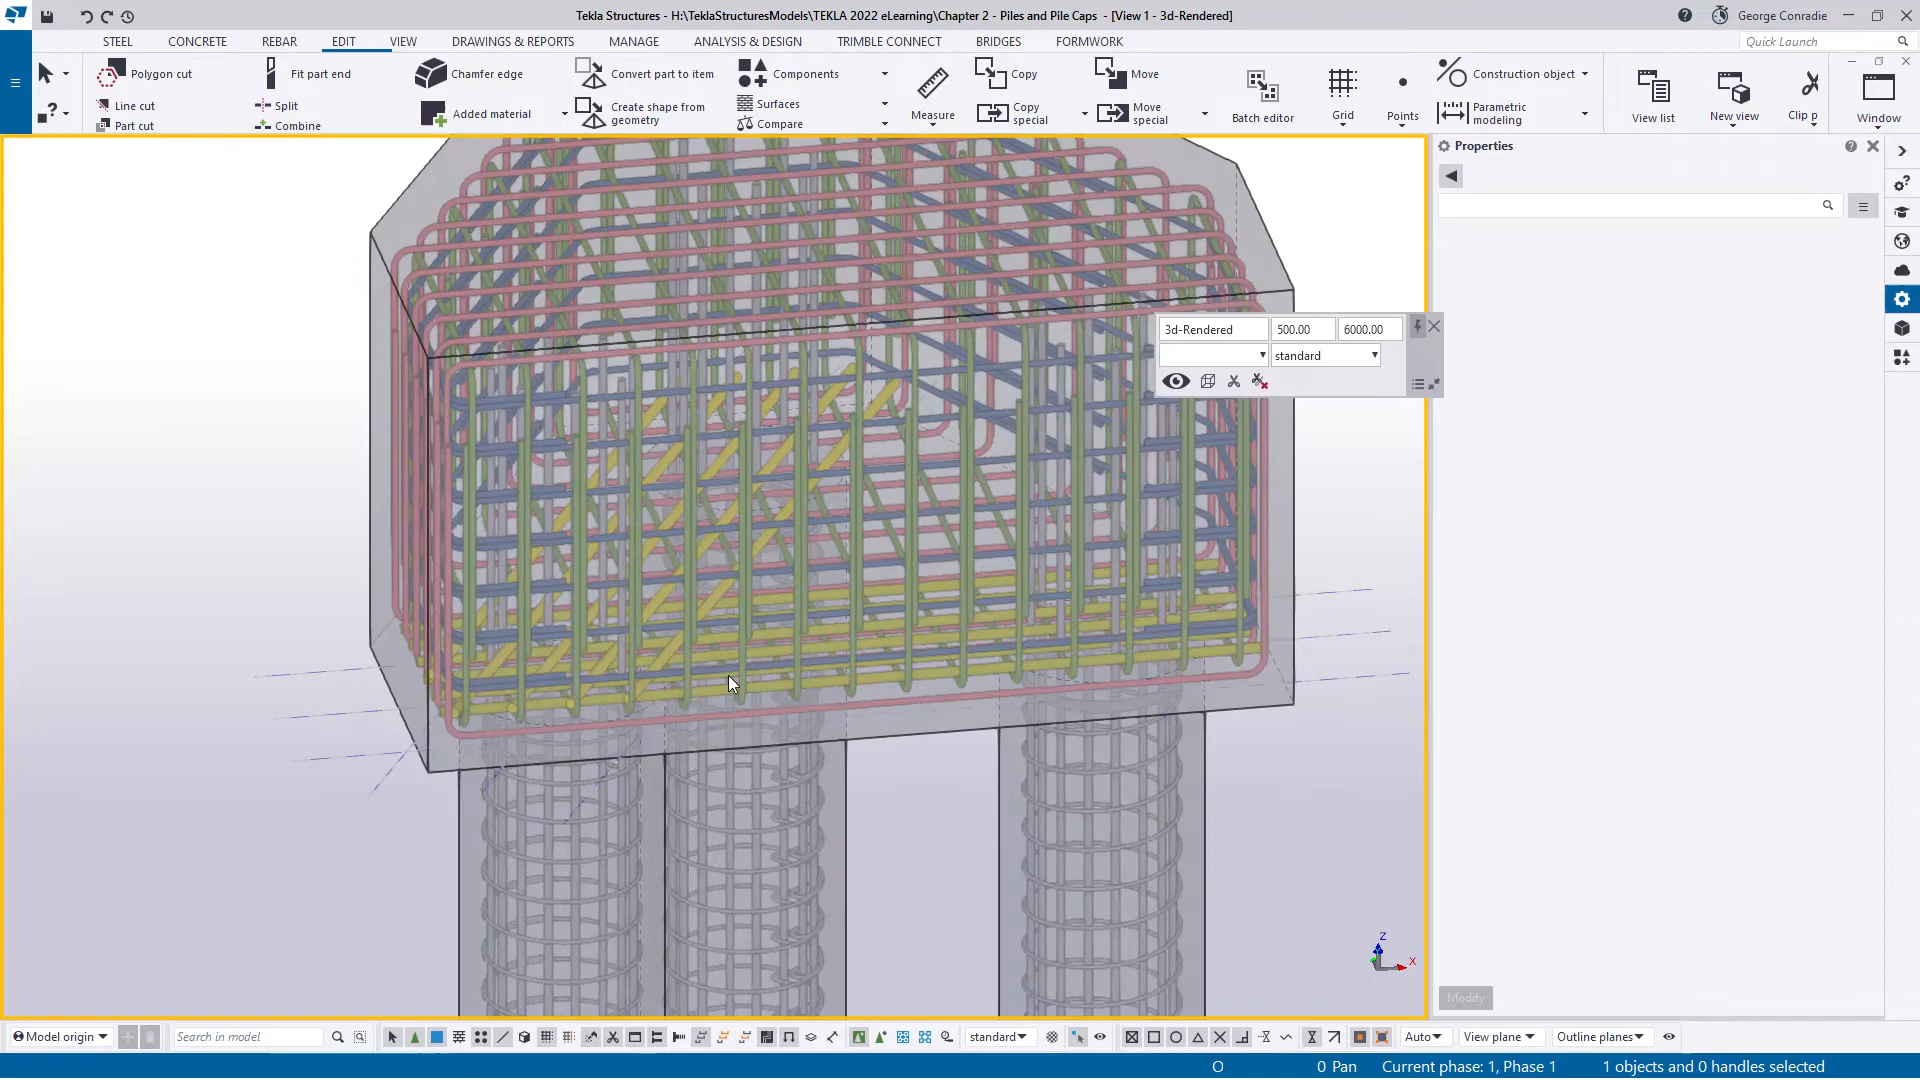 Tekla Structures - H:\TeklaStructuresModels\TEKLA 2022 eLearning\Chapter 2 - Piles and Pile Caps - [View 1 - 3d-Rendered]
George Conradie
STEEL CONCRETE REBAR EDIT VIEW DRAWINGS & REPORTS MANAGE ANALYSIS & DESIGN TRIMBLE CONNECT BRIDGES FORMWORK
Quick Launch
Polygon cut
Line cut
Part cut
Fit part end
Split
Combine
Chamfer edge
Added material
Convert part to item
Create shape from
geometry
Components
Surfaces
Compare
Measure
Copy
Copy
special
Move
Move
special
Batch editor
Grid
Points
Construction object
Parametric
modeling
View list
New view
Clip p
Window
Properties
3d-Rendered 500.00 6000.00
standard
Z
X
Modify
Model origin
Search in model
standard
Auto
View plane
Outline planes
O 0 Pan Current phase: 1, Phase 1 1 objects and 0 handles selected